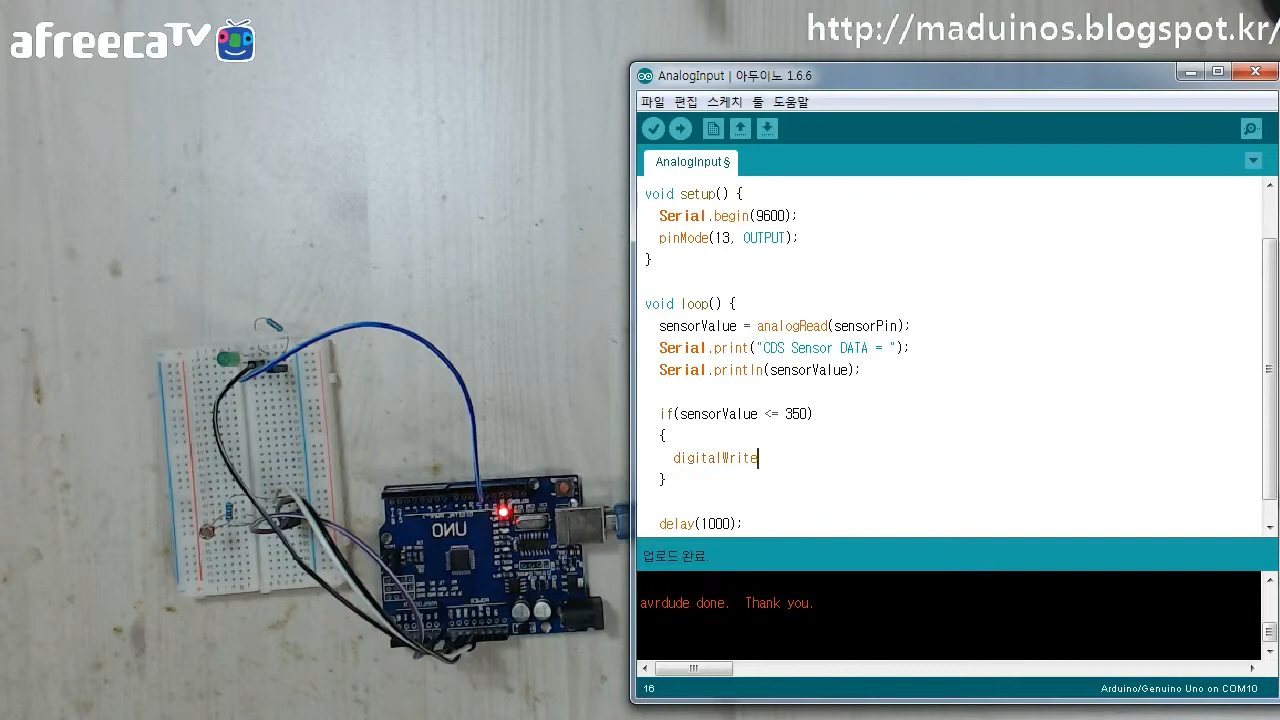 afreecaTV
http://maduinos.blogspot.kr/
AnalogInput | 아두이노 1.6.6
파일 편집 스케치 툴 도움말
AnalogInput§
void setup() {
Serial.begin(9600);
pinMode(13, OUTPUT);
}
void loop() {
sensorValue = analogRead(sensorPin);
Serial.print("CDS Sensor DATA = ");
Serial.println(sensorValue);
if(sensorValue <= 350)
{
digitalWrite
}
delay(1000);
업로드 완료.
avrdude done.  Thank you.
16
Arduino/Genuino Uno on COM10
UNO